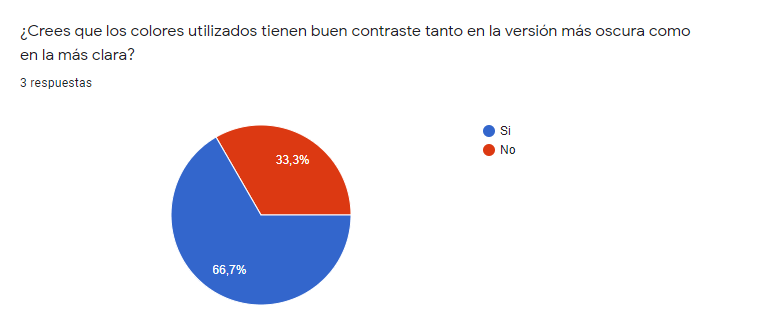 ¿Crees que los colores utilizados tienen buen contraste tanto en la versión más oscura como
en la más clara?
3 respuestas
Si
No
33,3%
66,7%